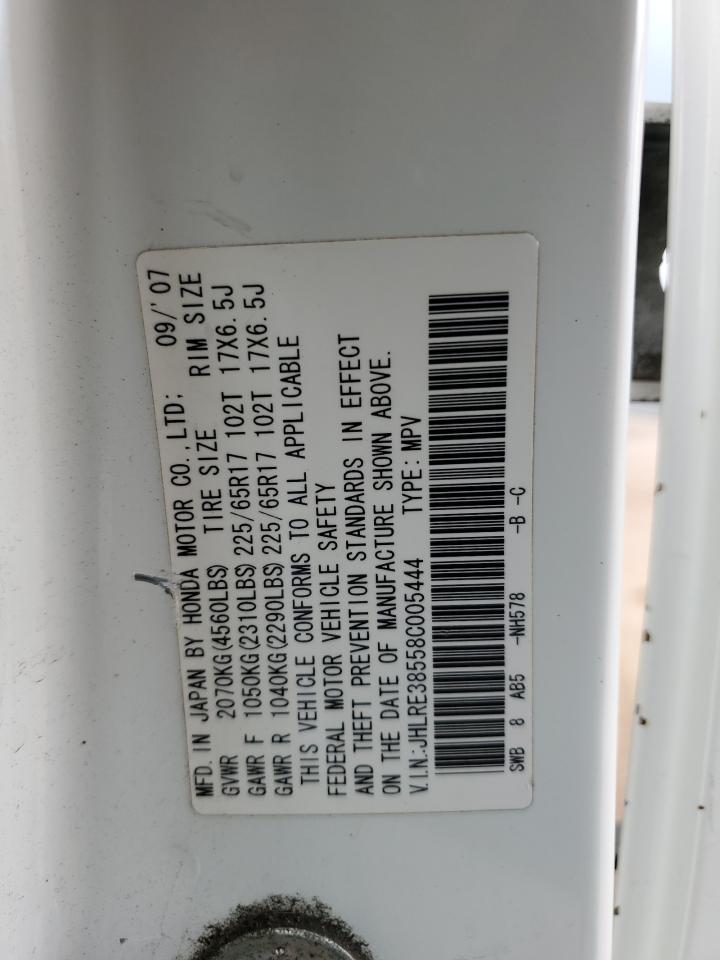 MFD. IN JAPAN BY HONDA MOTOR CO., LTD; 09/'07
GVWR 2070KG(4560LBS) TIRE SIZE RIM SIZE
GAWR F 1050KG(2310LBS) 225/65R17 102T 17X6.5J
GAWR R 1040KG(2290LBS) 225/65R17 102T 17X6.5J
THIS VEHICLE CONFORMS TO ALL APPLICABLE
FEDERAL MOTOR VEHICLE SAFETY
AND THEFT PREVENTION STANDARDS IN EFFECT
ON THE DATE OF MANUFACTURE SHOWN ABOVE.
V.I.N.:JHLRE38558C005444 TYPE: MPV
SWB 8 AB5 -NH578 -B -C